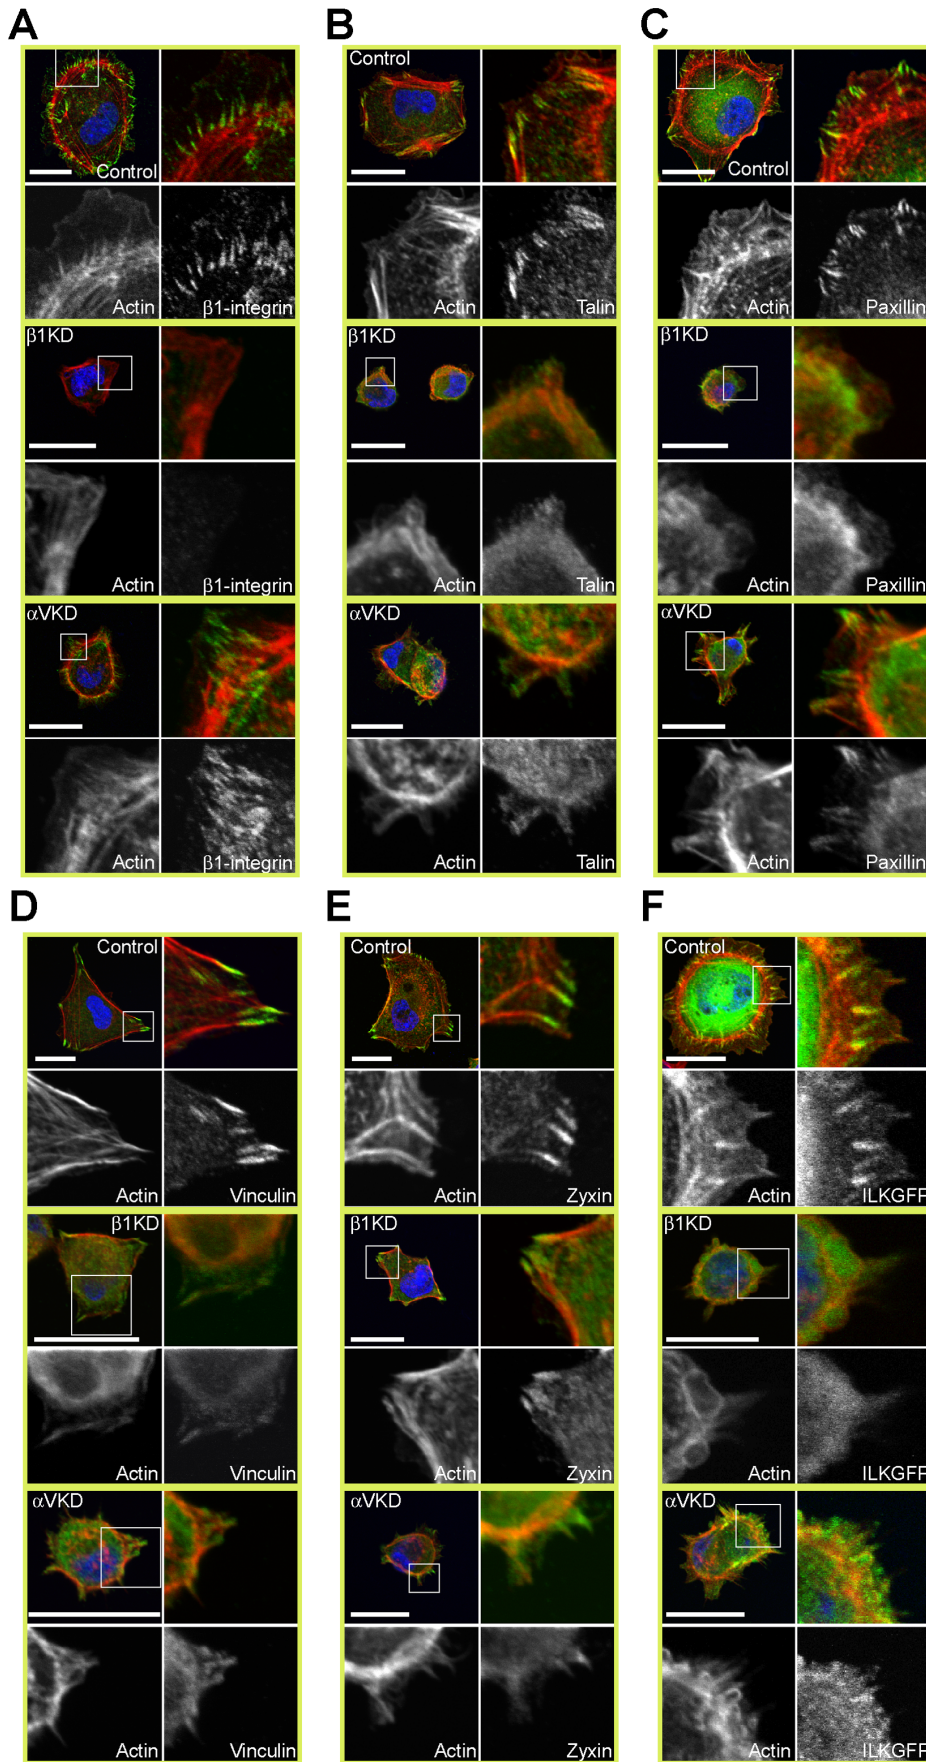 A
B
C
Control
Control
Control
Actin
β1-integrin
Actin
Talin
Actin
Paxillin
β1KD
β1KD
β1KD
Actin
β1-integrin
Actin
Talin
Actin
Paxillin
αVKD
αVKD
αVKD
Actin
β1-integrin
Actin
Talin
Actin
Paxillin
D
E
F
Control
Control
Control
Actin
Vinculin
Actin
Zyxin
Actin
ILKGFP
β1KD
β1KD
β1KD
Actin
Vinculin
Actin
Zyxin
Actin
ILKGFP
αVKD
αVKD
αVKD
Actin
Vinculin
Actin
Zyxin
Actin
ILKGFP